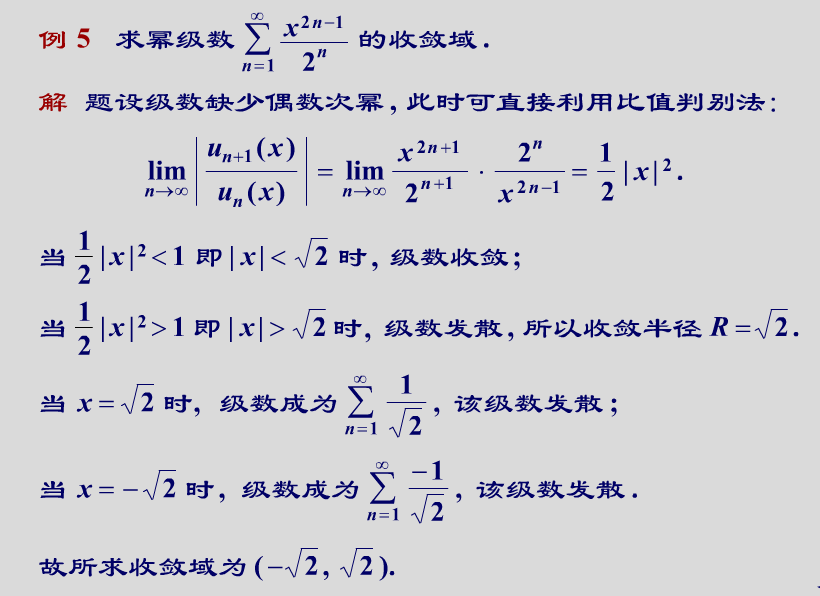 例 5 求幂级数 $\sum_{n=1}^{\infty} \frac{x^{2n-1}}{2^n}$ 的收敛域.
解 题设级数缺少偶数次幂, 此时可直接利用比值判别法:
$\lim_{n\to\infty} \left| \frac{u_{n+1}(x)}{u_n(x)} \right| = \lim_{n\to\infty} \frac{x^{2n+1}}{2^{n+1}} \cdot \frac{2^n}{x^{2n-1}} = \frac{1}{2} |x|^2.$
当 $\frac{1}{2}|x|^2 < 1$ 即 $|x| < \sqrt{2}$ 时, 级数收敛;
当 $\frac{1}{2}|x|^2 > 1$ 即 $|x| > \sqrt{2}$ 时, 级数发散, 所以收敛半径 $R = \sqrt{2}$.
当 $x = \sqrt{2}$ 时, 级数成为 $\sum_{n=1}^{\infty} \frac{1}{\sqrt{2}}$, 该级数发散;
当 $x = -\sqrt{2}$ 时, 级数成为 $\sum_{n=1}^{\infty} \frac{-1}{\sqrt{2}}$, 该级数发散.
故所求收敛域为 $(-\sqrt{2}, \sqrt{2})$.